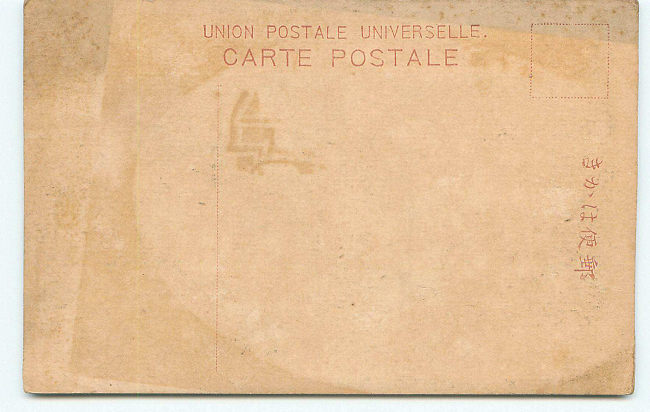 UNION POSTALE UNIVERSELLE.
CARTE POSTALE
郵便はかき